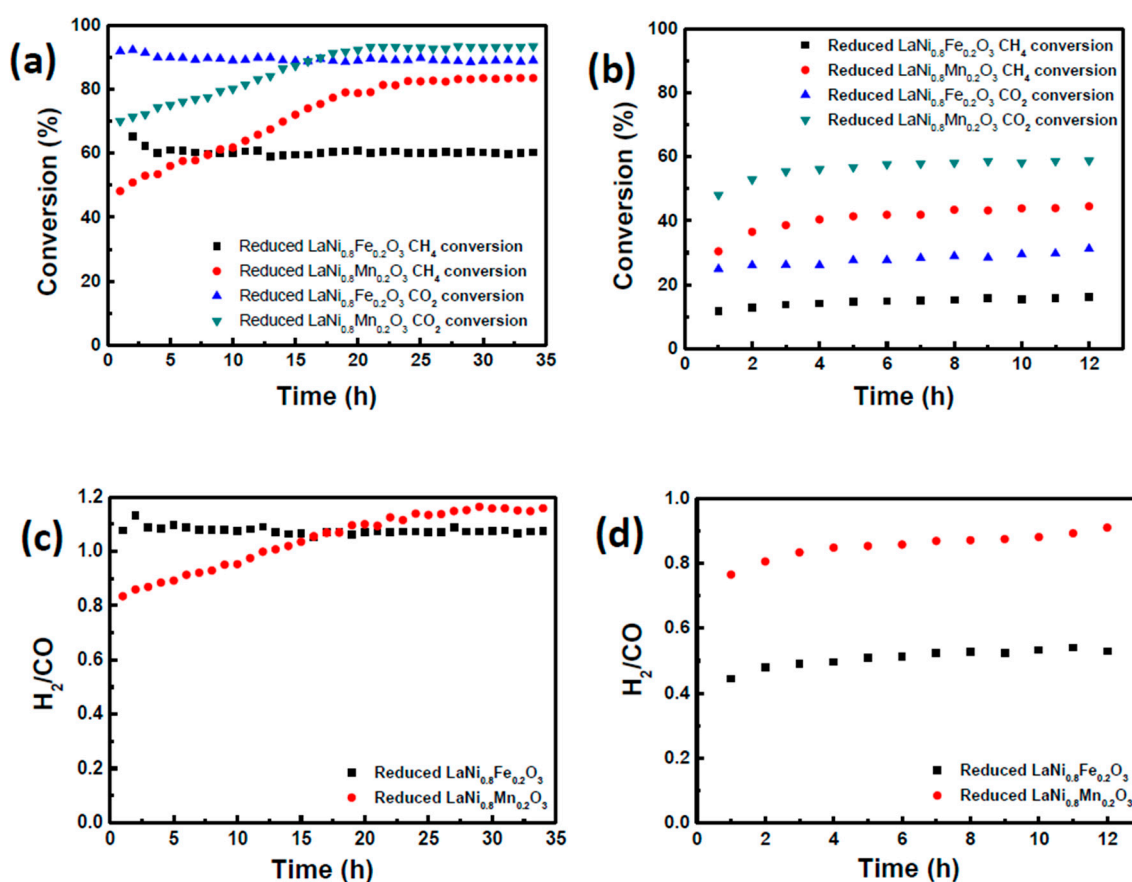 (a)
100
80
60
40
20
0
Conversion (%)
Reduced LaNi0.8Fe0.2O3 CH4 conversion
Reduced LaNi0.8Mn0.2O3 CH4 conversion
Reduced LaNi0.8Fe0.2O3 CO2 conversion
Reduced LaNi0.8Mn0.2O3 CO2 conversion
0 5 10 15 20 25 30 35
Time (h)
(b)
100
80
60
40
20
0
Conversion (%)
Reduced LaNi0.8Fe0.2O3 CH4 conversion
Reduced LaNi0.8Mn0.2O3 CH4 conversion
Reduced LaNi0.8Fe0.2O3 CO2 conversion
Reduced LaNi0.8Mn0.2O3 CO2 conversion
0 2 4 6 8 10 12
Time (h)
(c)
1.2
1.0
0.8
0.6
0.4
0.2
0.0
H2/CO
Reduced LaNi0.8Fe0.2O3
Reduced LaNi0.8Mn0.2O3
0 5 10 15 20 25 30 35
Time (h)
(d)
1.0
0.8
0.6
0.4
0.2
0.0
H2/CO
Reduced LaNi0.8Fe0.2O3
Reduced LaNi0.8Mn0.2O3
0 2 4 6 8 10 12
Time (h)